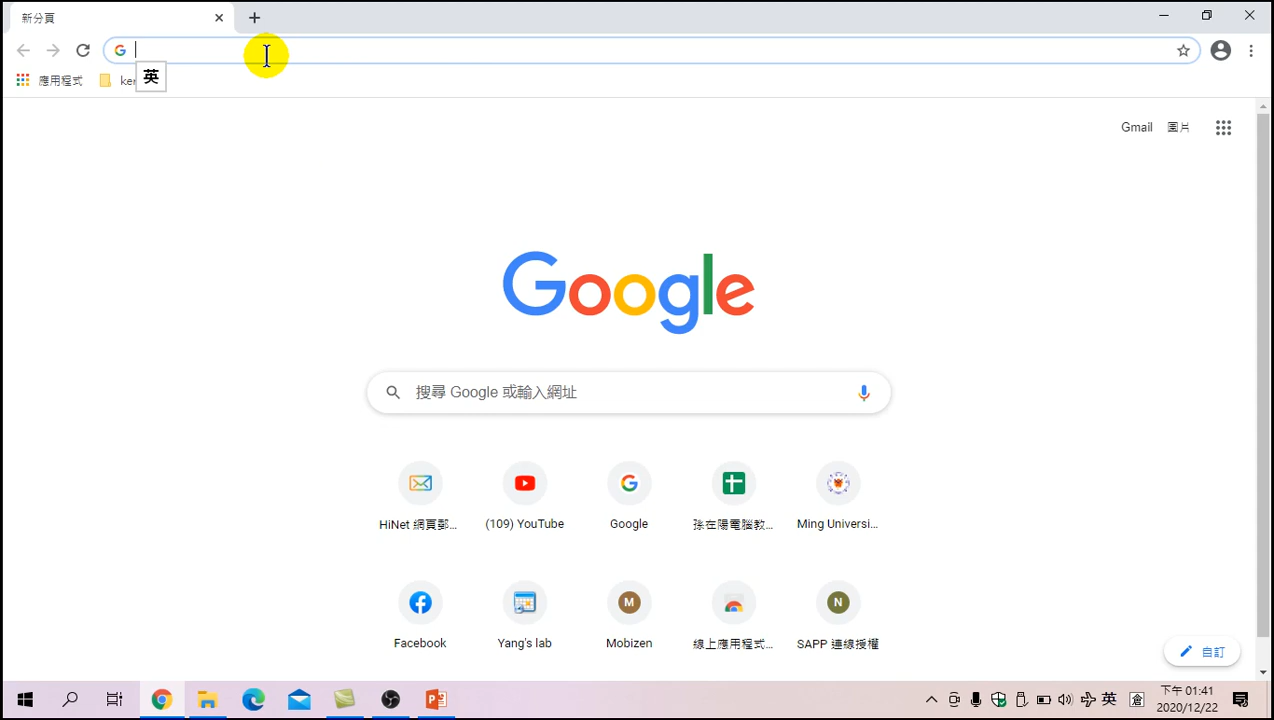 新分頁
應用程式
英
Gmail 圖片
Google
搜尋 Google 或輸入網址
HiNet 網頁郵... (109) YouTube Google 孫在陽電腦教... Ming Universi...
M N
Facebook Yang's lab Mobizen 線上應用程式... SAPP 連線授權
自訂
英 倉 下午 01:41
2020/12/22